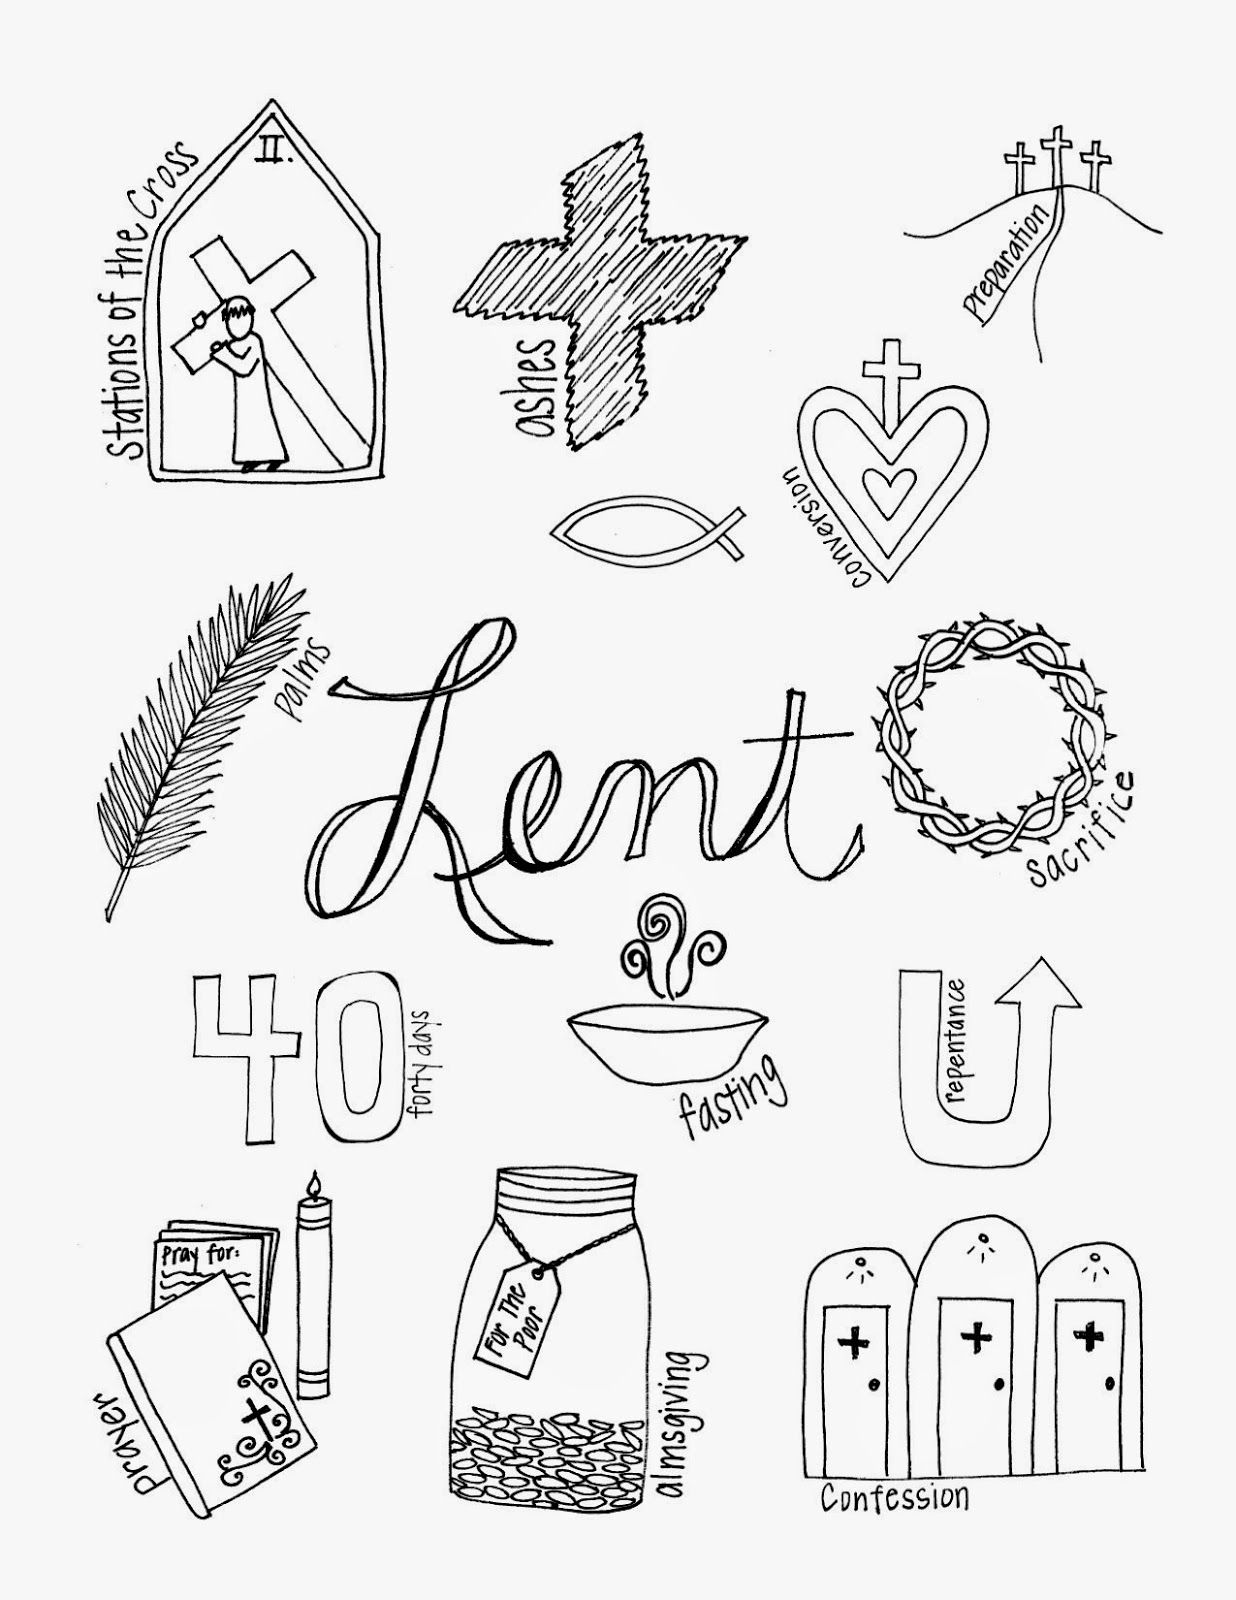 II.
Stations of the Cross
ashes
Preparation
conversion
palms
Lent
sacrifice
40
forty days
fasting
repentance
Pray for:
prayer
For The
Poor
almsgiving
Confession